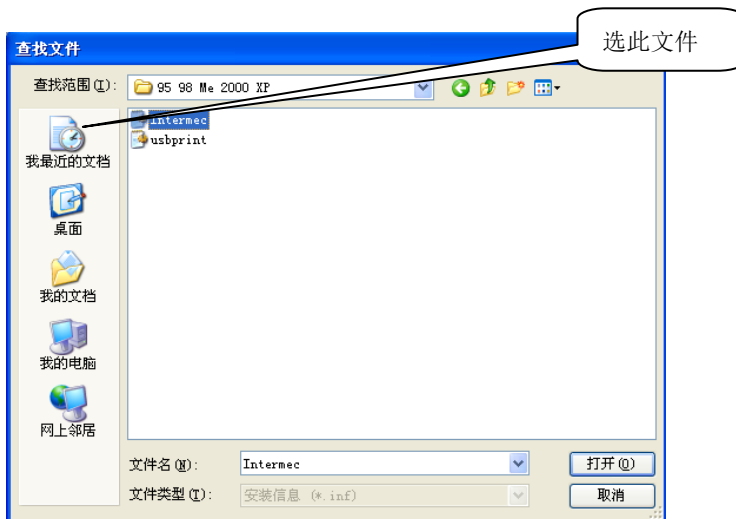 选此文件
查找文件
查找范围(I):
95 98 Me 2000 XP
Intermec
usbprint
我最近的文档
桌面
我的文档
我的电脑
网上邻居
文件名(N):
Intermec
打开(O)
文件类型(T):
安装信息 (*.inf)
取消